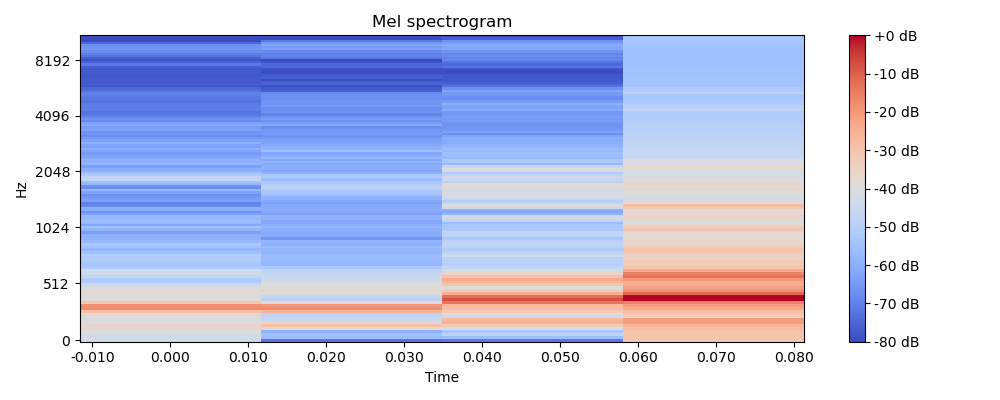 Mel spectrogram
Hz
8192
4096
2048
1024
512
0
-0.010 0.000 0.010 0.020 0.030 0.040 0.050 0.060 0.070 0.080
Time
+0 dB
-10 dB
-20 dB
-30 dB
-40 dB
-50 dB
-60 dB
-70 dB
-80 dB